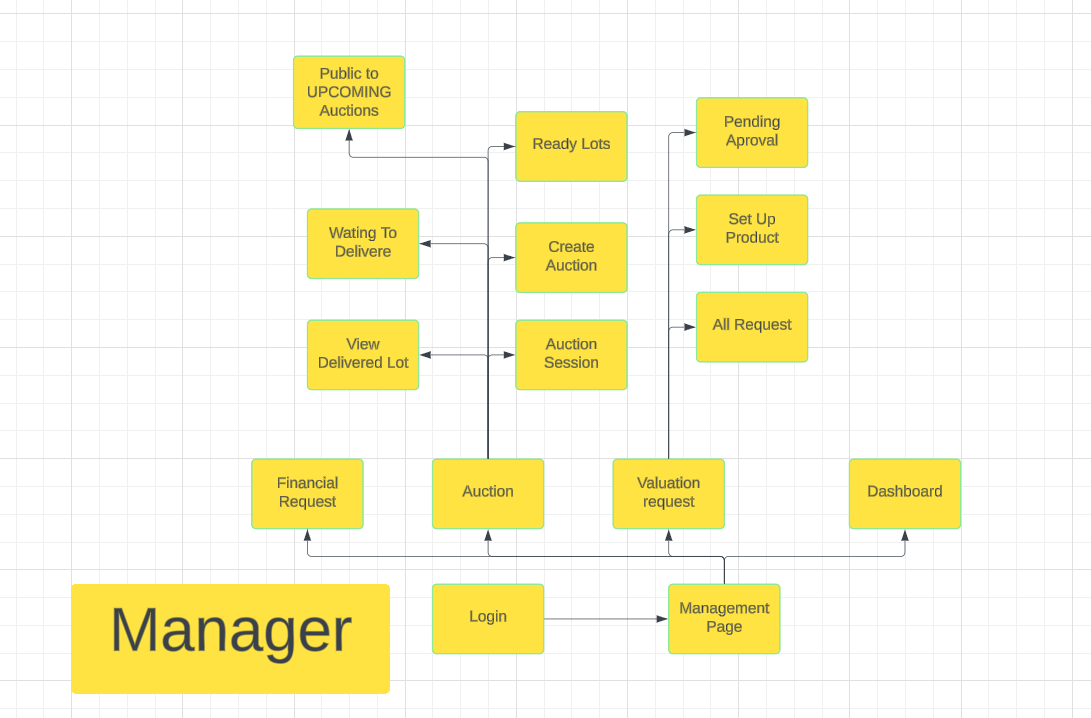 Public to
UPCOMING
Auctions
Ready Lots
Pending
Aproval
Wating To
Delivere
Create
Auction
Set Up
Product
View
Delivered Lot
Auction
Session
All Request
Financial
Request
Auction
Valuation
request
Dashboard
Manager
Login
Management
Page